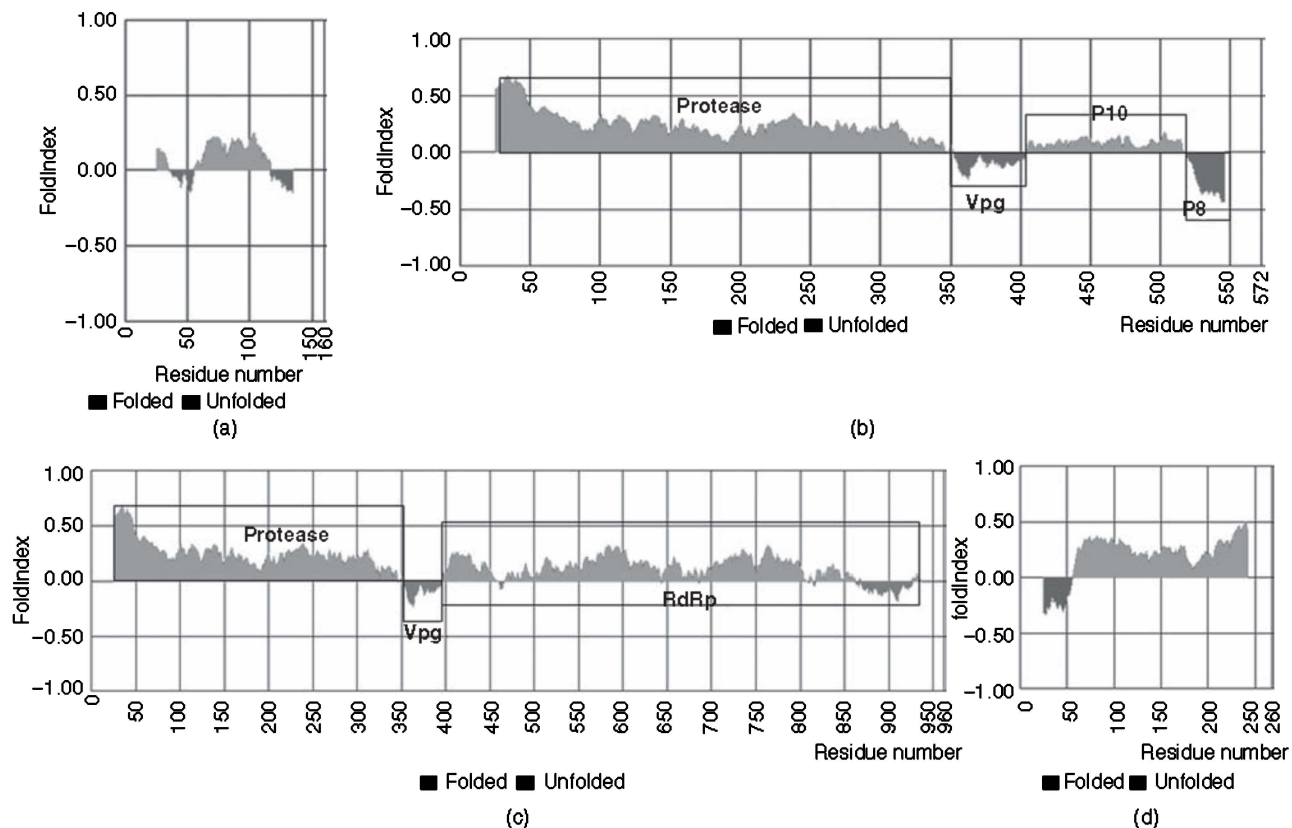 1.00
0.50
0.00
−0.50
−1.00
FoldIndex
0
50
100
150
160
Residue number
Folded Unfolded
(a)
1.00
0.50
0.00
−0.50
−1.00
FoldIndex
Protease
P10
Vpg
P8
0
50
100
150
200
250
300
350
400
450
500
550
572
Folded Unfolded
Residue number
(b)
1.00
0.50
0.00
−0.50
−1.00
FoldIndex
Protease
RdRp
Vpg
0
50
100
150
200
250
300
350
400
450
500
550
600
650
700
750
800
850
900
950
960
Residue number
Folded Unfolded
(c)
1.00
0.50
0.00
−0.50
−1.00
foldIndex
0
50
100
150
200
250
260
Residue number
Folded Unfolded
(d)